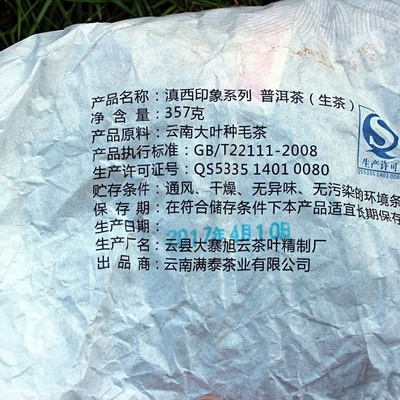 产品名称：滇西印象系列 普洱茶（生茶）
净 含 量：357克
产品原料：云南大叶种毛茶
产品执行标准：GB/T22111-2008
生产许可证号：QS5335 1401 0080
贮存条件：通风、干燥、无异味、无污染的环境条
保 存 期：在符合储存条件下本产品适宜长期保存
生产日期：
2017年4月10日
生产厂名：云县大寨旭云茶叶精制厂
出 品 商：云南满泰茶业有限公司
生产许可
QS5335 1401 0080